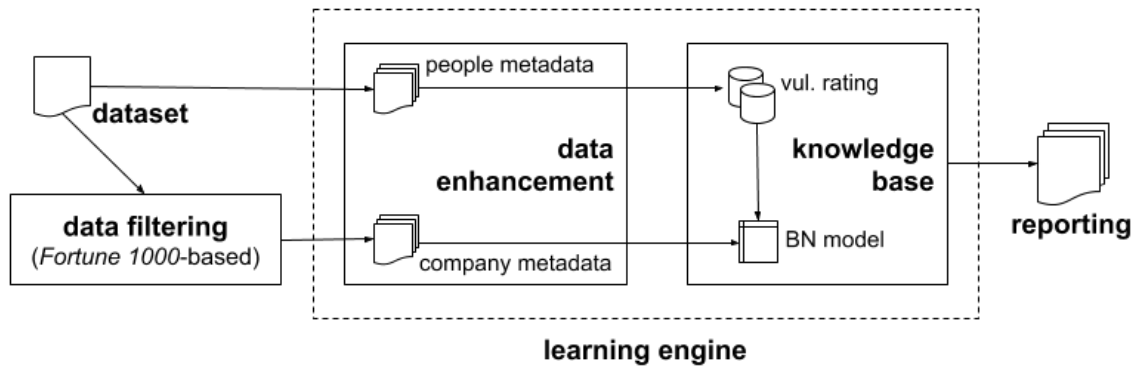 people metadata
vul. rating
dataset
data
enhancement
knowledge
base
data filtering
(Fortune 1000-based)
company metadata
BN model
reporting
learning engine